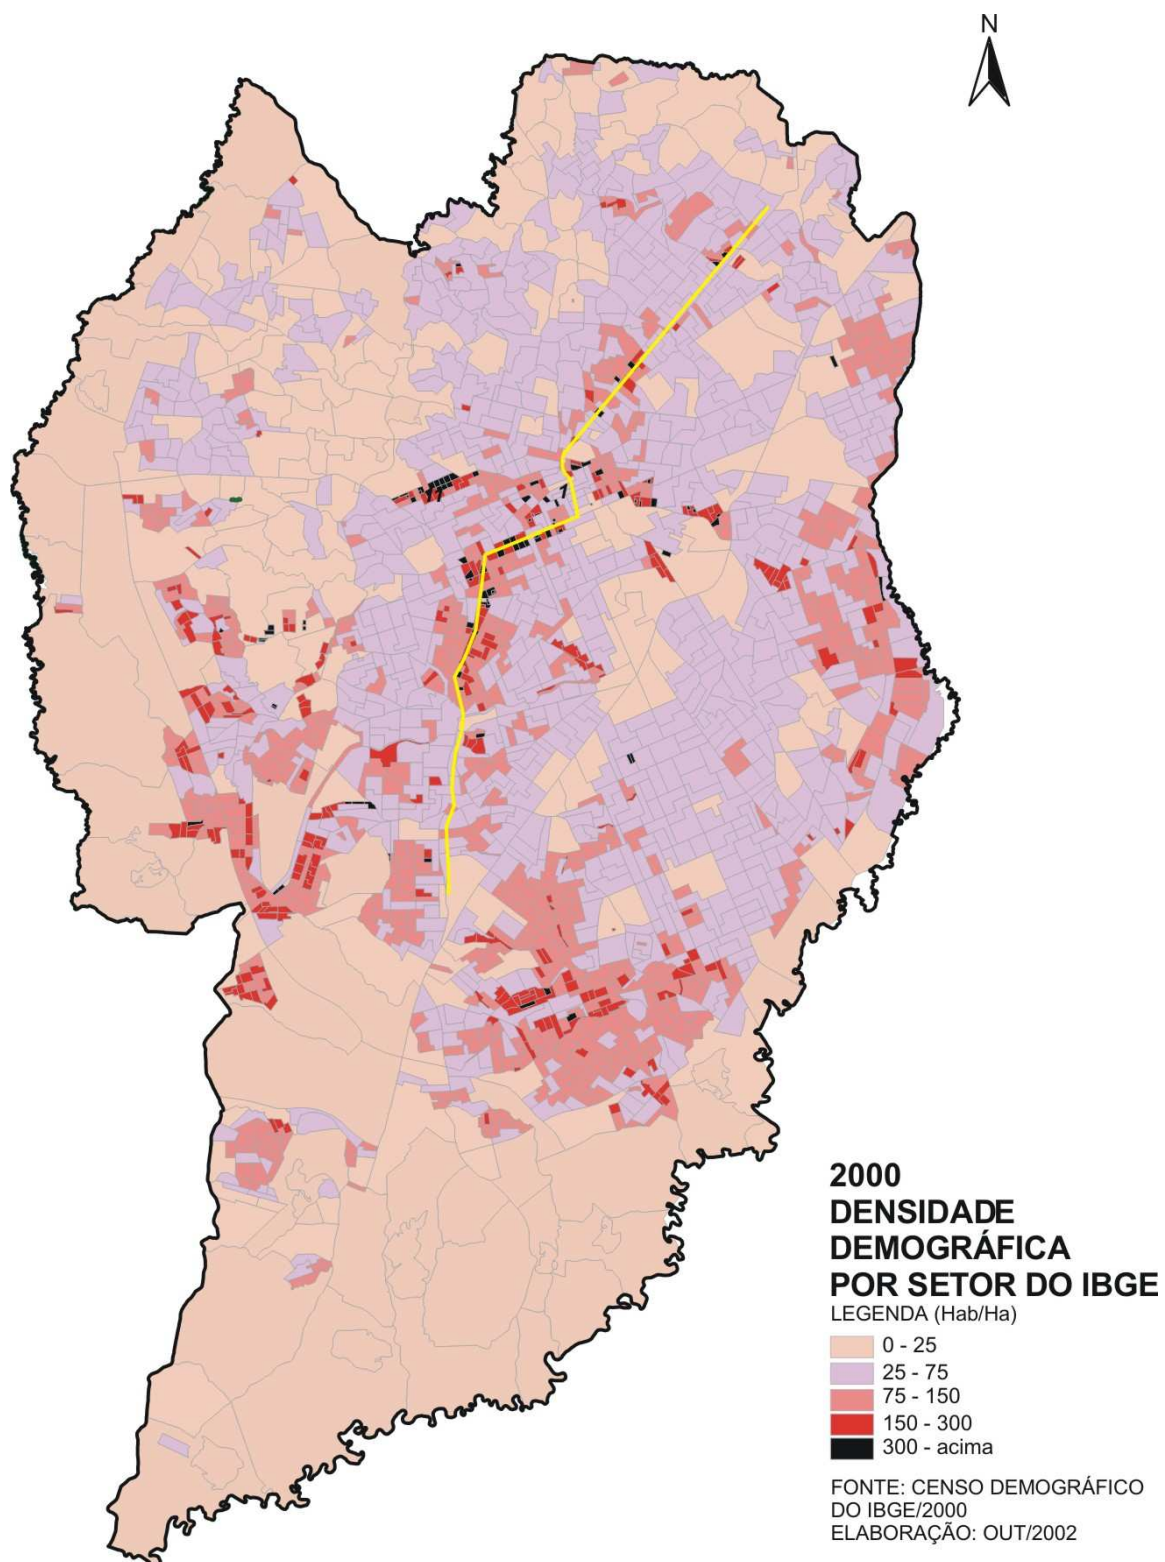 N
2000
DENSIDADE
DEMOGRÁFICA
POR SETOR DO IBGE
LEGENDA (Hab/Ha)
0 - 25
25 - 75
75 - 150
150 - 300
300 - acima
FONTE: CENSO DEMOGRÁFICO
DO IBGE/2000
ELABORAÇÃO: OUT/2002